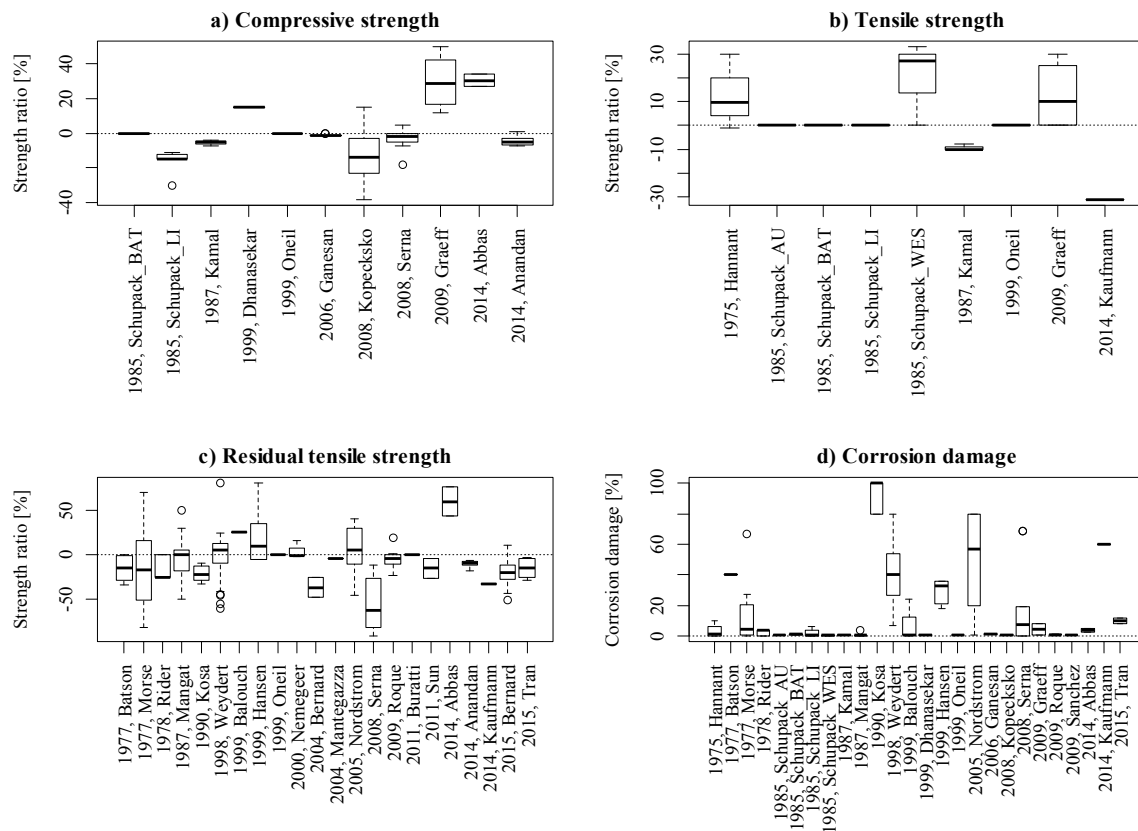 a) Compressive strength
Strength ratio [%]
40
20
0
-40
1985, Schupack_BAT
1985, Schupack_LI
1987, Kamal
1999, Dhanasekar
1999, Oneil
2006, Ganesan
2008, Kopecksko
2008, Serna
2009, Graeff
2014, Abbas
2014, Anandan
b) Tensile strength
Strength ratio [%]
30
10
-10
-30
1975, Hannant
1985, Schupack_AU
1985, Schupack_BAT
1985, Schupack_LI
1985, Schupack_WES
1987, Kamal
1999, Oneil
2009, Graeff
2014, Kaufmann
c) Residual tensile strength
Strength ratio [%]
50
0
-50
1977, Batson
1977, Morse
1978, Rider
1987, Mangat
1990, Kosa
1998, Weydert
1999, Balouch
1999, Hansen
1999, Oneil
2000, Nemegeer
2004, Bernard
2004, Mantegazza
2005, Nordstrom
2008, Serna
2009, Roque
2011, Buratti
2011, Sun
2014, Abbas
2014, Anandan
2014, Kaufmann
2015, Bernard
2015, Tran
d) Corrosion damage
Corrosion damage [%]
100
60
20
0
1975, Hannant
1977, Batson
1977, Morse
1978, Rider
1985, Schupack_AU
1985, Schupack_BAT
1985, Schupack_LI
1985, Schupack_WES
1987, Kamal
1987, Mangat
1990, Kosa
1998, Weydert
1999, Balouch
1999, Dhanasekar
1999, Hansen
1999, Oneil
2005, Nordstrom
2006, Ganesan
2008, Kopecksko
2008, Serna
2009, Graeff
2009, Roque
2009, Sanchez
2014, Abbas
2014, Kaufmann
2015, Tran